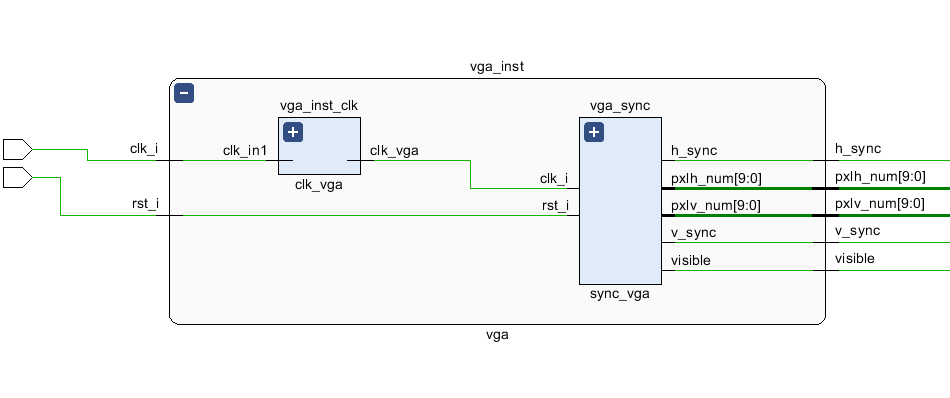 vga_inst
vga_inst_clk
vga_sync
clk_i
clk_in1
clk_vga
h_sync
h_sync
clk_vga
clk_i
pxlh_num[9:0]
pxlh_num[9:0]
rst_i
rst_i
pxlv_num[9:0]
pxlv_num[9:0]
v_sync
v_sync
visible
visible
sync_vga
vga